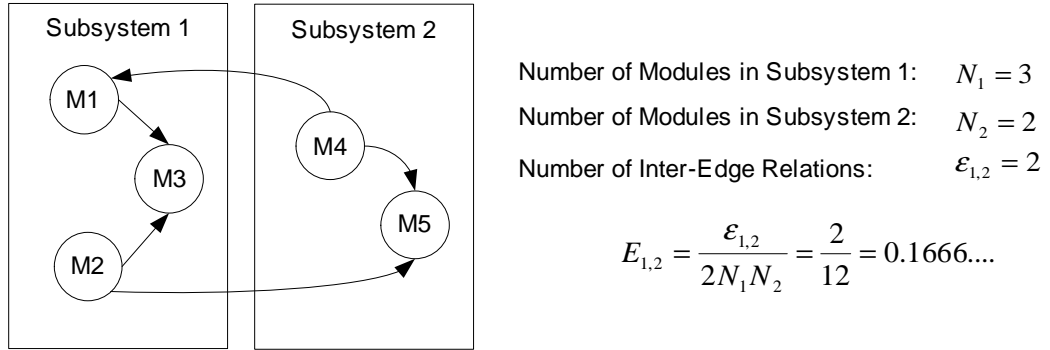 Subsystem 1
Subsystem 2
M1
M4
M3
M5
M2
Number of Modules in Subsystem 1: N₁ = 3
Number of Modules in Subsystem 2: N₂ = 2
Number of Inter-Edge Relations: ε₁,₂ = 2
E₁,₂ = ε₁,₂ / 2N₁N₂ = 2 / 12 = 0.1666....